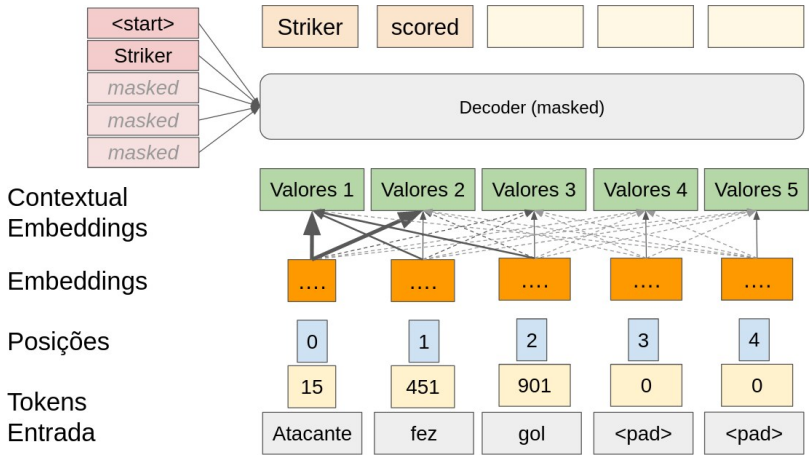 <start>
Striker
masked
masked
masked
Striker scored
Decoder (masked)
Contextual
Embeddings
Valores 1 Valores 2 Valores 3 Valores 4 Valores 5
Embeddings
.... .... .... .... ....
Posições 0 1 2 3 4
Tokens 15 451 901 0 0
Entrada Atacante fez gol <pad> <pad>